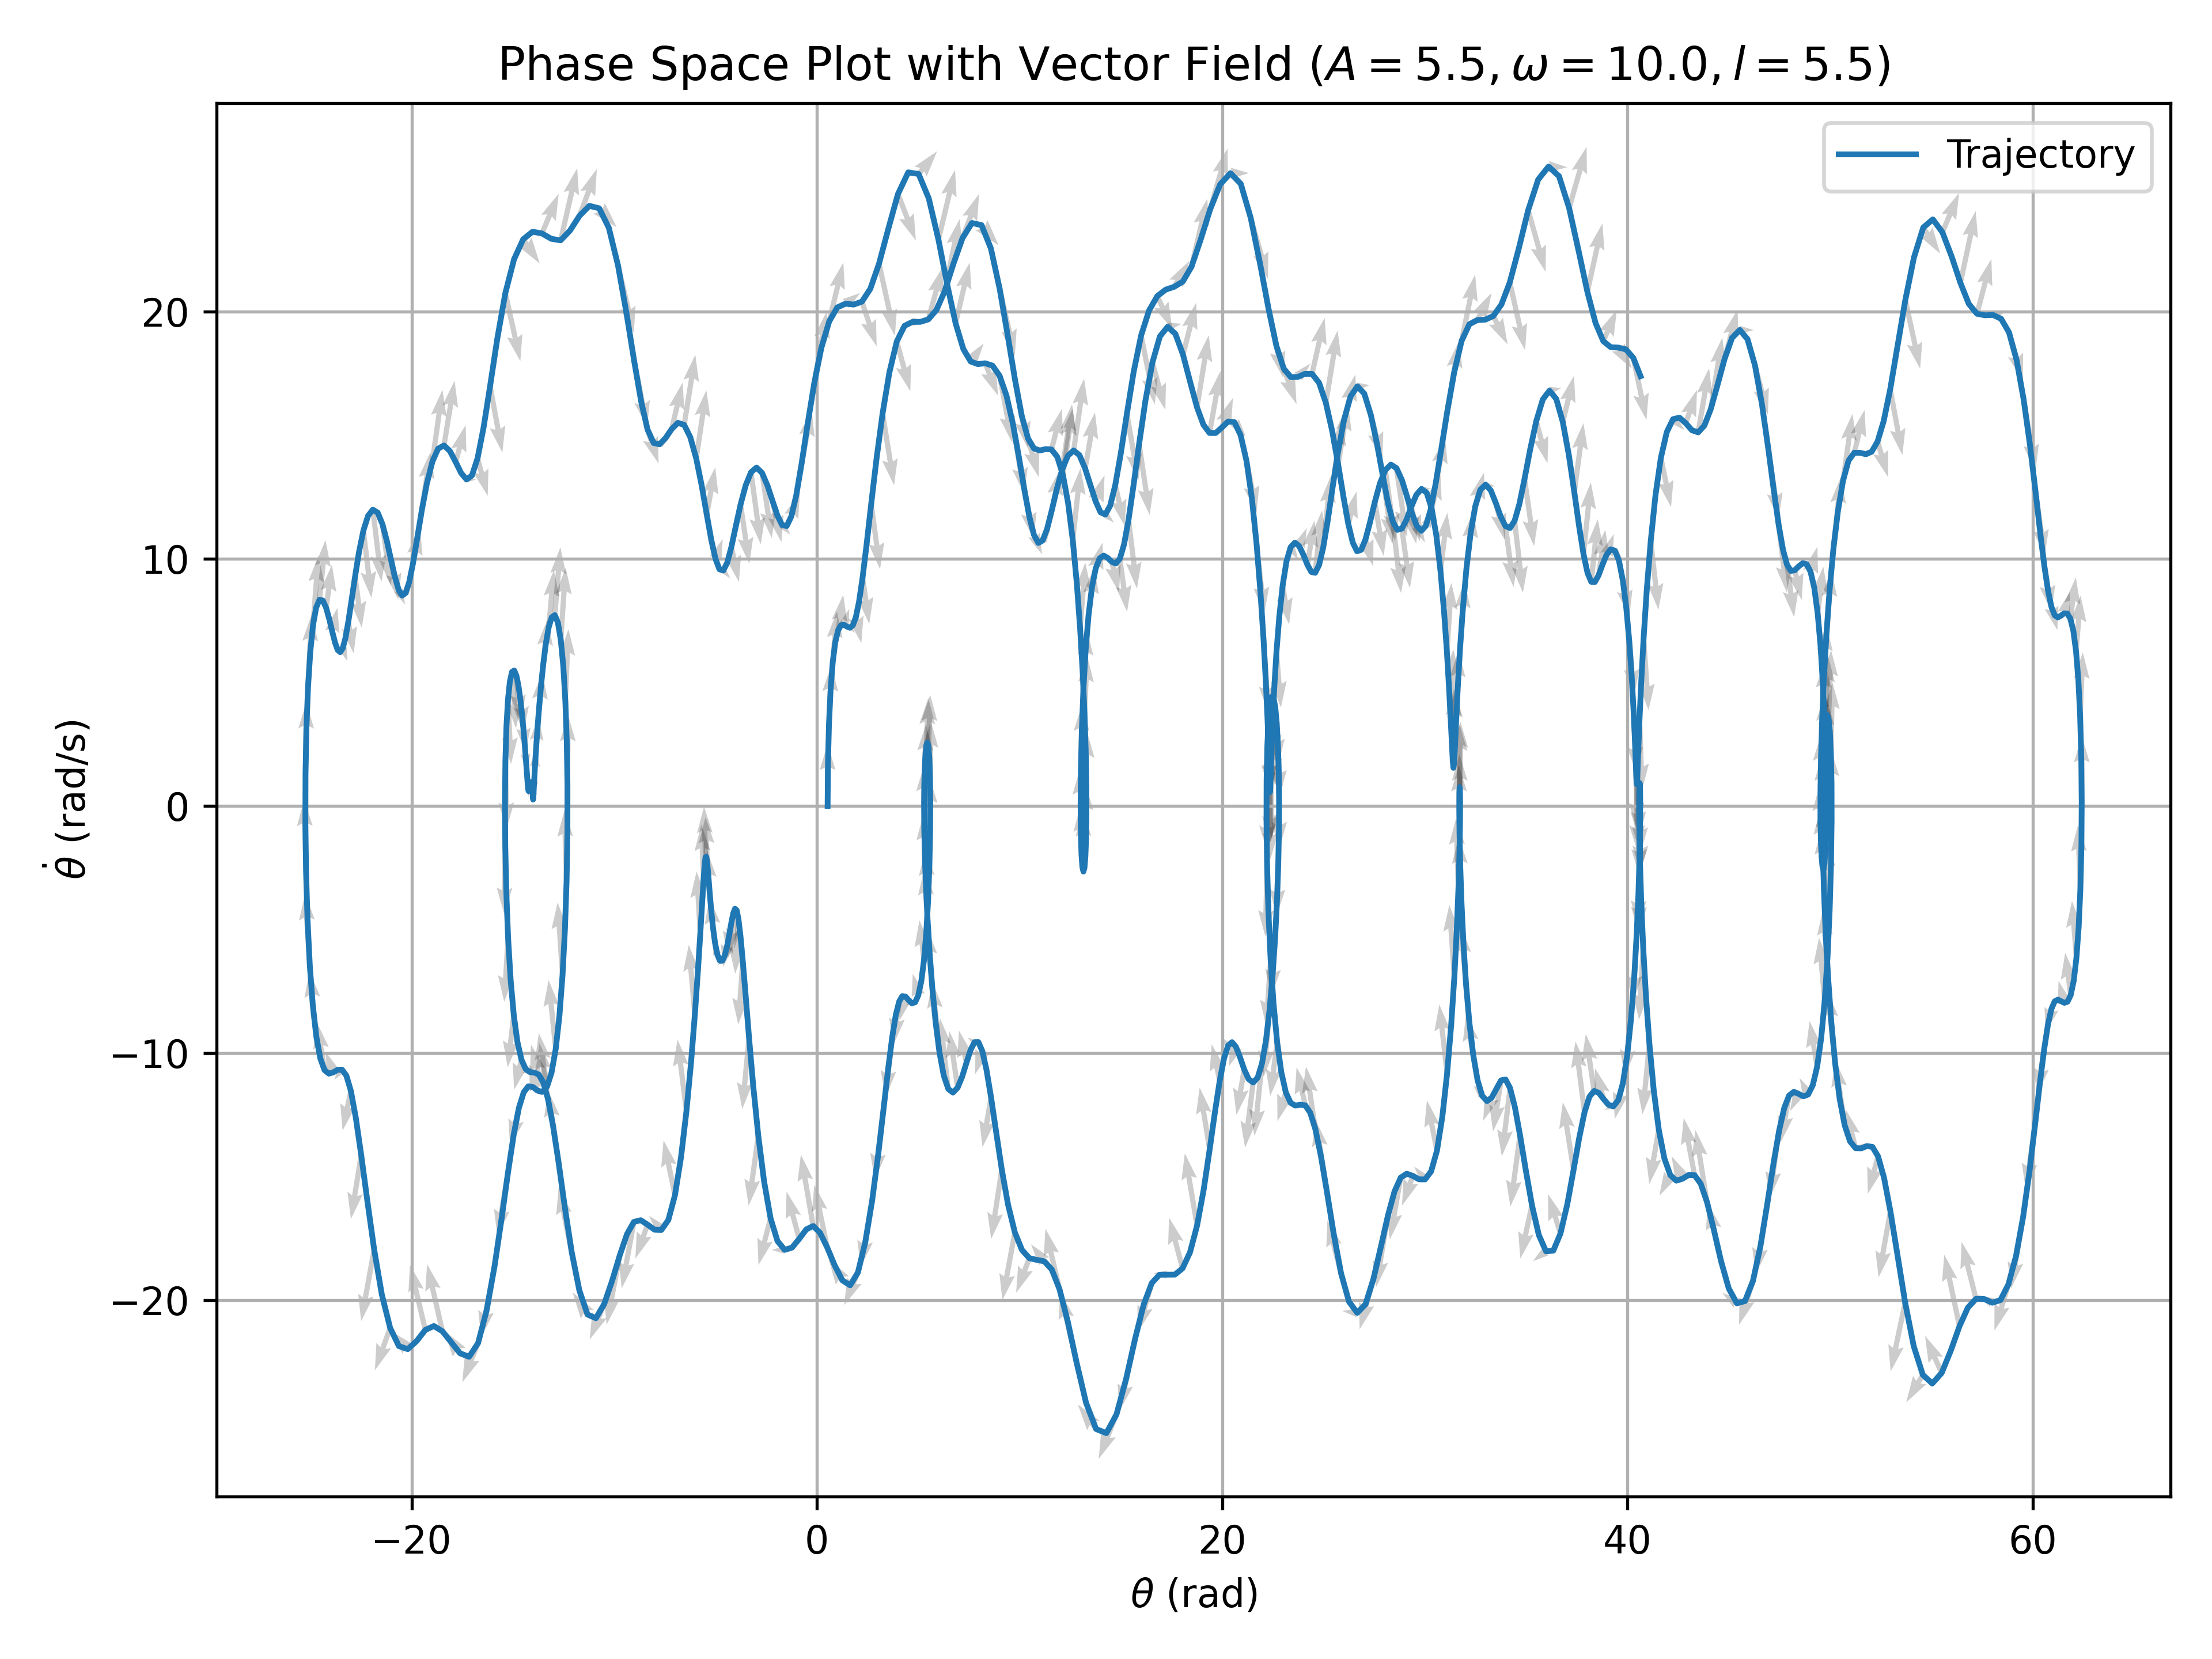 Phase Space Plot with Vector Field (A = 5.5, ω = 10.0, l = 5.5)
Trajectory
20
10
0
−10
−20
θ̇ (rad/s)
−20 0 20 40 60
θ (rad)